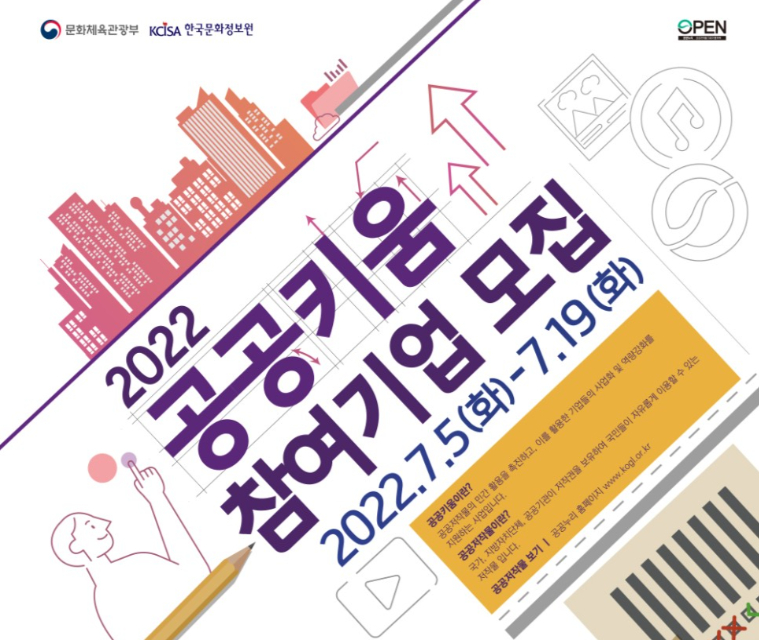 문화체육관광부
KCISA 한국문화정보원
OPEN
2022
공공키움
참여기업 모집
2022.7.5(화)-7.19(화)
공공키움이란?
공공저작물의 민간 활용을 촉진하고, 이를 활용한 기업들의 사업화 및 역량강화를
지원하는 사업입니다.
공공저작물이란?
국가, 지방자치단체, 공공기관이 저작권을 보유하여 국민들이 자유롭게 이용할 수 있는
저작물 입니다.
공공저작물 보기 | 공공누리 홈페이지 www.kogl.or.kr